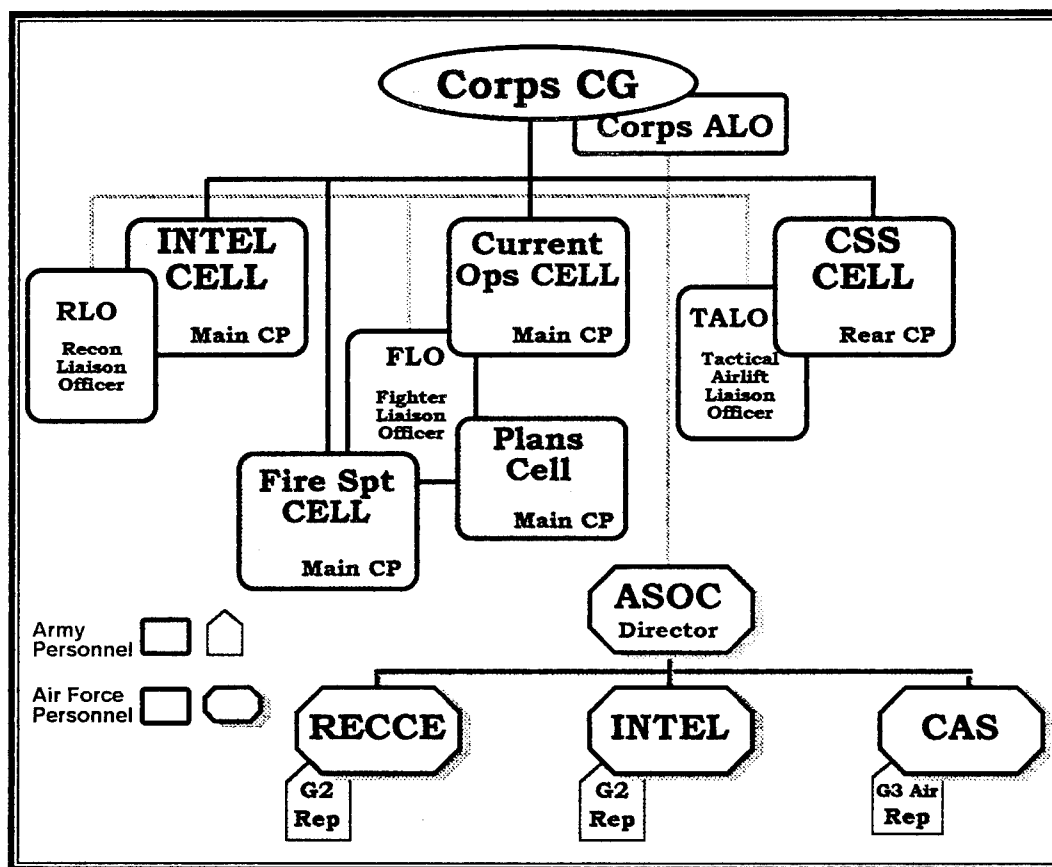 Corps CG
Corps ALO
INTEL
CELL
Main CP
RLO
Recon
Liaison
Officer
Current
Ops CELL
Main CP
FLO
Fighter
Liaison
Officer
CSS
CELL
Rear CP
TALO
Tactical
Airlift
Liaison
Officer
Fire Spt
CELL
Main CP
Plans
Cell
Main CP
ASOC
Director
Army
Personnel
Air Force
Personnel
RECCE
G2
Rep
INTEL
G2
Rep
CAS
G3 Air
Rep